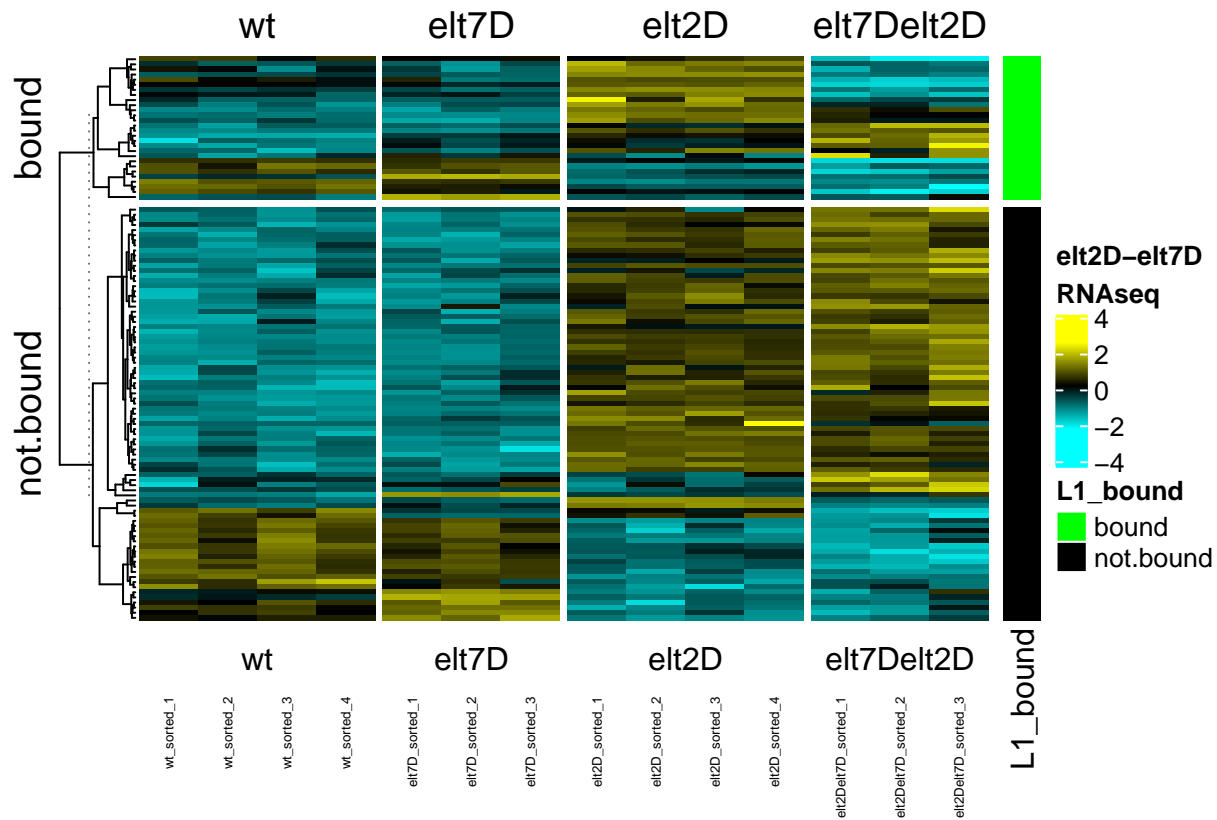 wt
elt7D
elt2D
elt7Delt2D
bound
not.bound
elt2D−elt7D
RNAseq
4
2
0
−2
−4
L1_bound
bound
not.bound
wt
elt7D
elt2D
elt7Delt2D
wt_sorted_1
wt_sorted_2
wt_sorted_3
wt_sorted_4
elt7D_sorted_1
elt7D_sorted_2
elt7D_sorted_3
elt2D_sorted_1
elt2D_sorted_2
elt2D_sorted_3
elt2D_sorted_4
elt2Delt7D_sorted_1
elt2Delt7D_sorted_2
elt2Delt7D_sorted_3
L1_bound